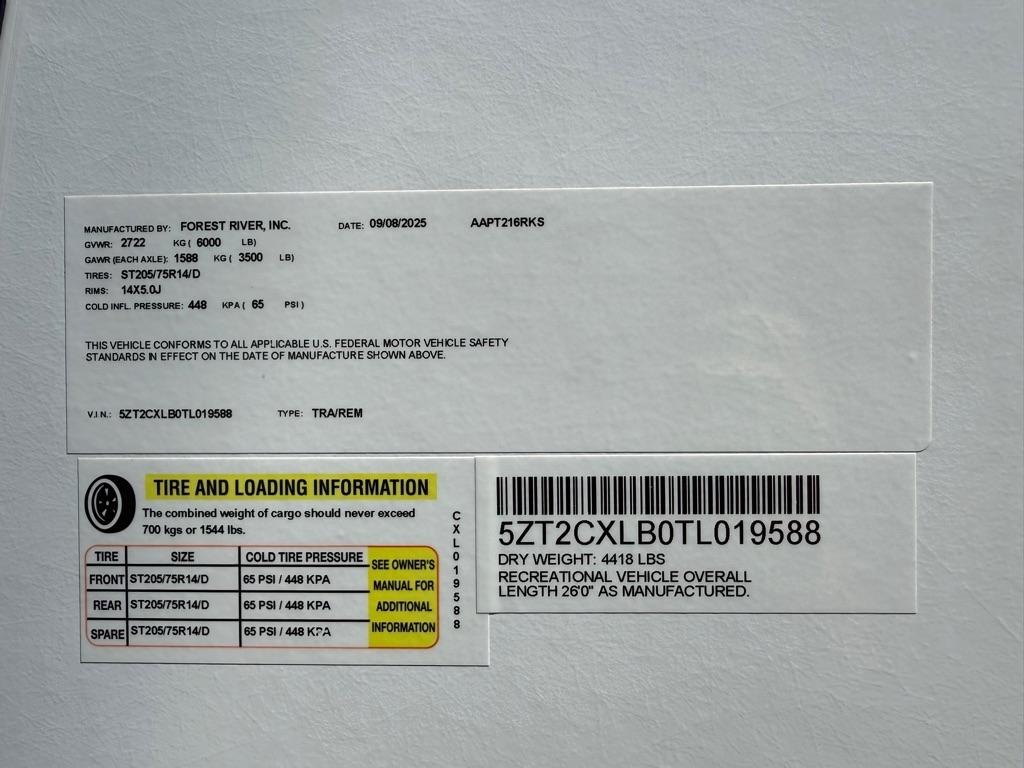 MANUFACTURED BY: FOREST RIVER, INC. DATE: 09/08/2025 AAPT216RKS
GVWR: 2722 KG ( 6000 LB)
GAWR (EACH AXLE): 1588 KG ( 3500 LB)
TIRES: ST205/75R14/D
RIMS: 14X5.0J
COLD INFL. PRESSURE: 448 KPA ( 65 PSI )
THIS VEHICLE CONFORMS TO ALL APPLICABLE U.S. FEDERAL MOTOR VEHICLE SAFETY
STANDARDS IN EFFECT ON THE DATE OF MANUFACTURE SHOWN ABOVE.
V.I.N.: 5ZT2CXLB0TL019588 TYPE: TRA/REM
TIRE AND LOADING INFORMATION
The combined weight of cargo should never exceed
700 kgs or 1544 lbs.
TIRE SIZE COLD TIRE PRESSURE
FRONT ST205/75R14/D 65 PSI / 448 KPA
REAR ST205/75R14/D 65 PSI / 448 KPA
SPARE ST205/75R14/D 65 PSI / 448 KPA
SEE OWNER'S
MANUAL FOR
ADDITIONAL
INFORMATION
CXL019588
5ZT2CXLB0TL019588
DRY WEIGHT: 4418 LBS
RECREATIONAL VEHICLE OVERALL
LENGTH 26'0" AS MANUFACTURED.